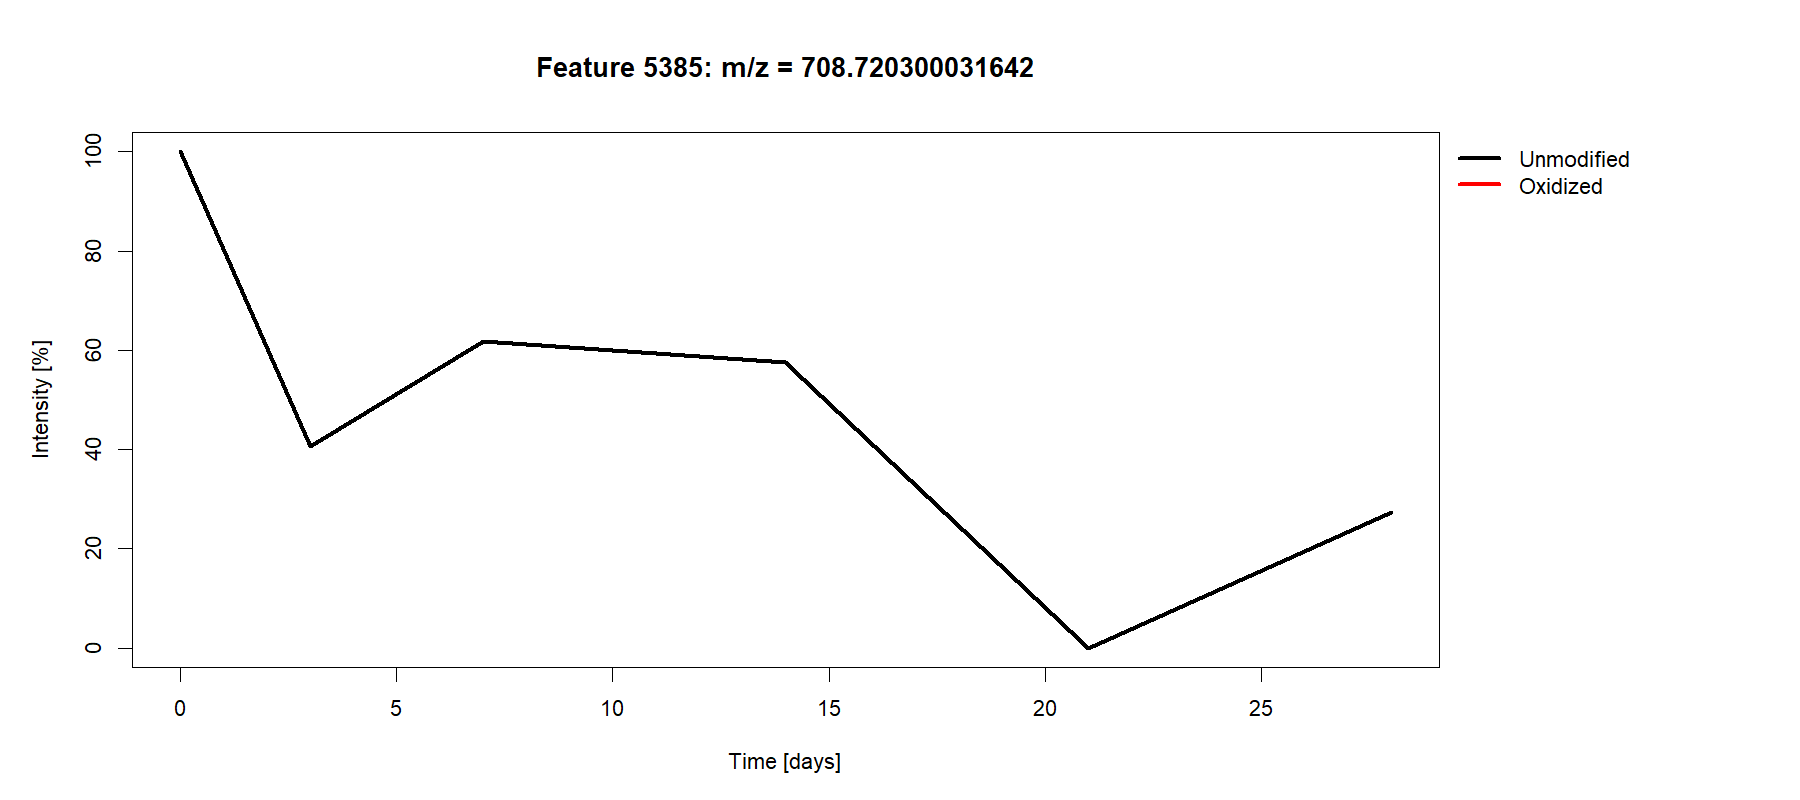 Feature 5385: m/z = 708.720300031642
Unmodified
Oxidized
Intensity [%]
100
80
60
40
20
0
0 5 10 15 20 25
Time [days]